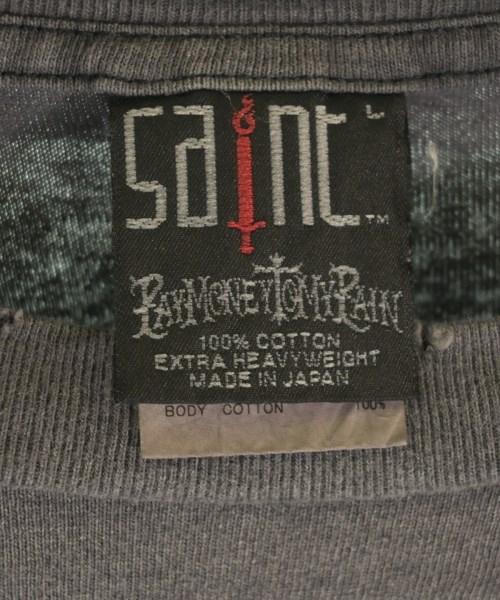 SAINT L
TM
PAY MONEY TO MY PAIN
100% COTTON
EXTRA HEAVYWEIGHT
MADE IN JAPAN
BODY COTTON 100%